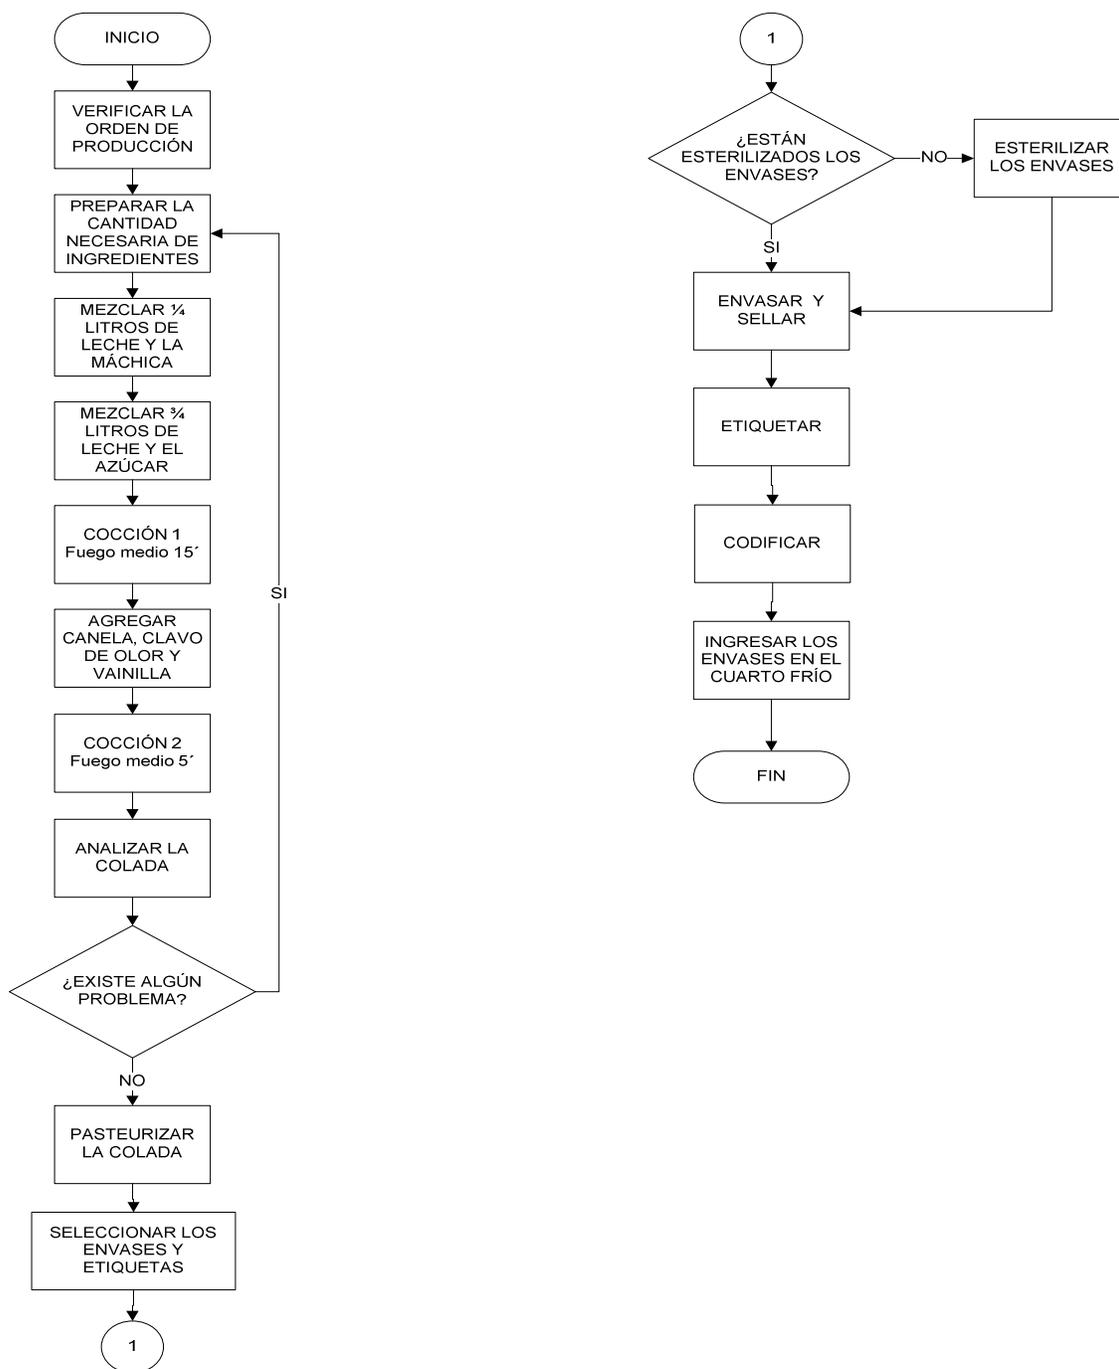 INICIO
VERIFICAR LA
ORDEN DE
PRODUCCIÓN
PREPARAR LA
CANTIDAD
NECESARIA DE
INGREDIENTES
MEZCLAR ¼
LITROS DE
LECHE Y LA
MÁCHICA
MEZCLAR ¾
LITROS DE
LECHE Y EL
AZÚCAR
COCCIÓN 1
Fuego medio 15´
SI
AGREGAR
CANELA, CLAVO
DE OLOR Y
VAINILLA
COCCIÓN 2
Fuego medio 5´
ANALIZAR LA
COLADA
¿EXISTE ALGÚN
PROBLEMA?
NO
PASTEURIZAR
LA COLADA
SELECCIONAR LOS
ENVASES Y
ETIQUETAS
1
1
¿ESTÁN
ESTERILIZADOS LOS
ENVASES?
NO
ESTERILIZAR
LOS ENVASES
SI
ENVASAR Y
SELLAR
ETIQUETAR
CODIFICAR
INGRESAR LOS
ENVASES EN EL
CUARTO FRÍO
FIN